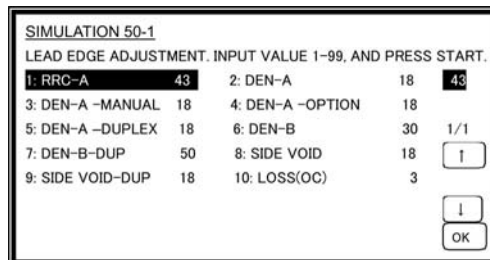 SIMULATION 50-1
LEAD EDGE ADJUSTMENT. INPUT VALUE 1-99, AND PRESS START.
1: RRC-A 43 2: DEN-A 18 43
3: DEN-A -MANUAL 18 4: DEN-A -OPTION 18
5: DEN-A –DUPLEX 18 6: DEN-B 30 1/1
7: DEN-B-DUP 50 8: SIDE VOID 18 ↑
9: SIDE VOID-DUP 18 10: LOSS(OC) 3
↓
OK